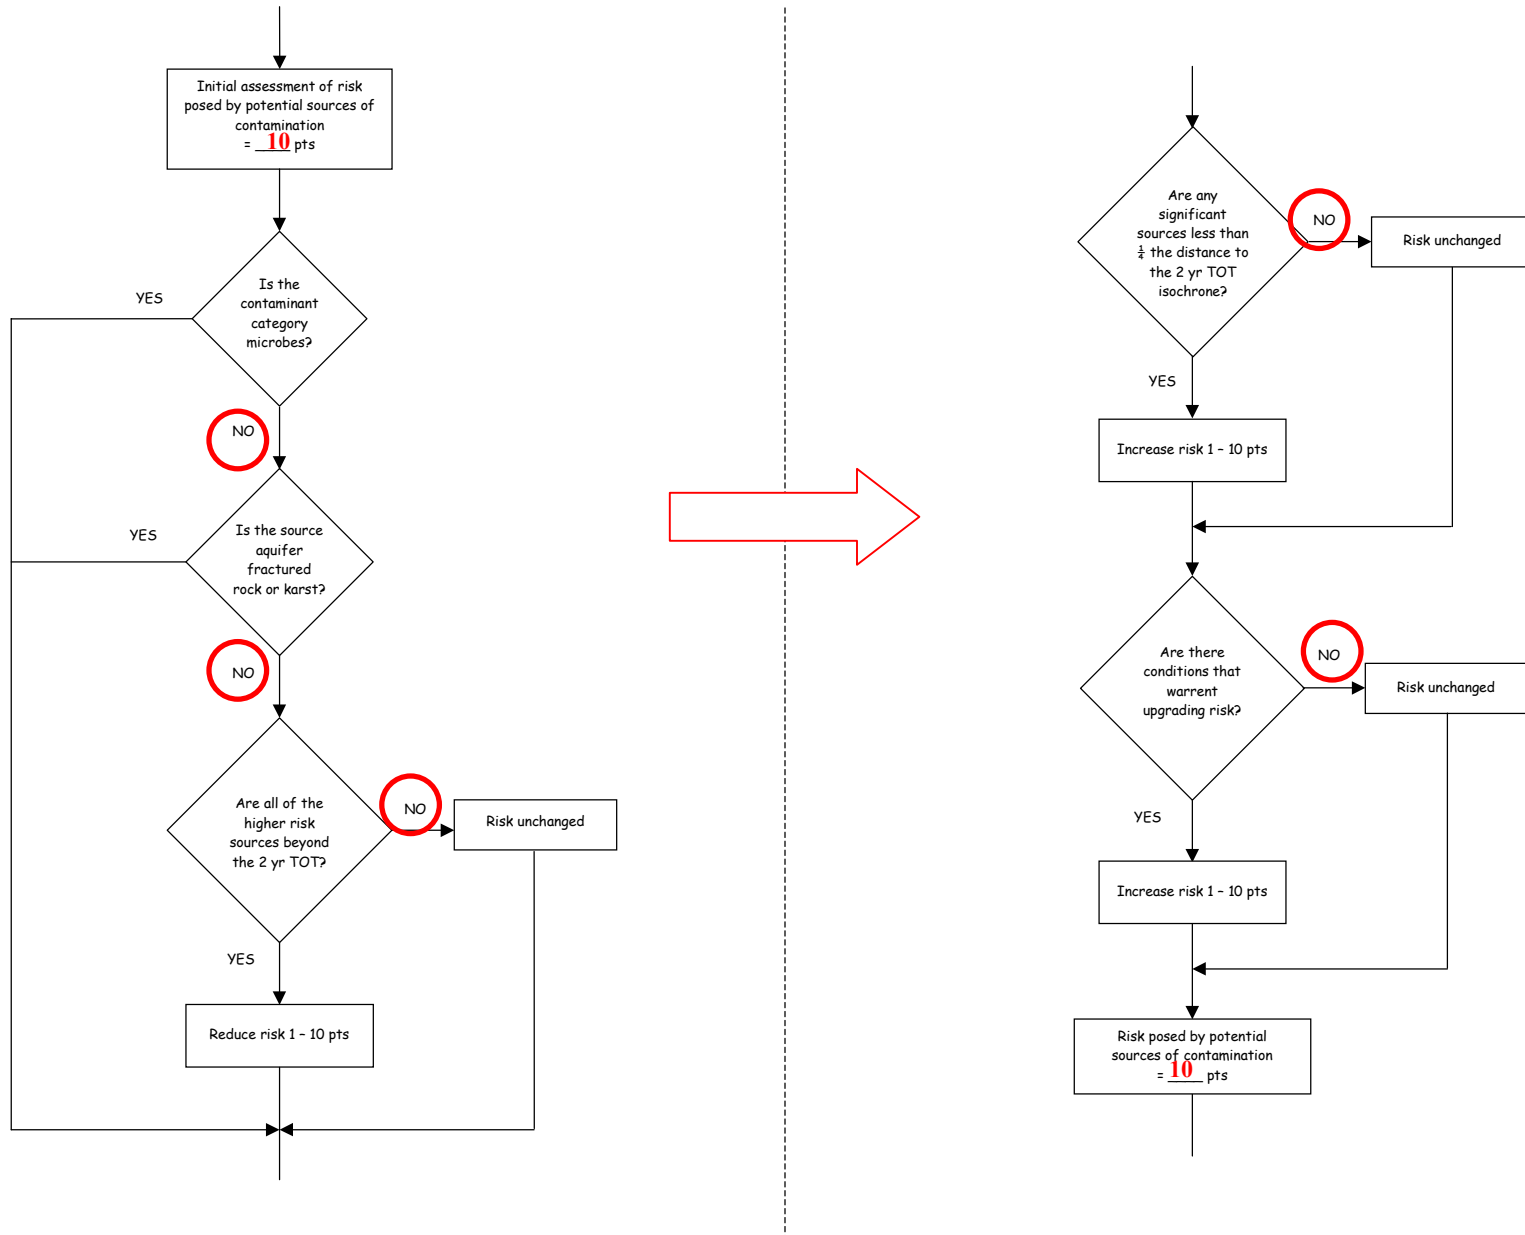 Initial assessment of risk
posed by potential sources of
contamination
= 10 pts
Is the
contaminant
category
microbes?
YES
NO
Is the source
aquifer
fractured
rock or karst?
YES
NO
Are all of the
higher risk
sources beyond
the 2 yr TOT?
NO
Risk unchanged
YES
Reduce risk 1 – 10 pts
Are any
significant
sources less than
¼ the distance to
the 2 yr TOT
isochrone?
NO
Risk unchanged
YES
Increase risk 1 – 10 pts
Are there
conditions that
warrent
upgrading risk?
NO
Risk unchanged
YES
Increase risk 1 – 10 pts
Risk posed by potential
sources of contamination
= 10 pts